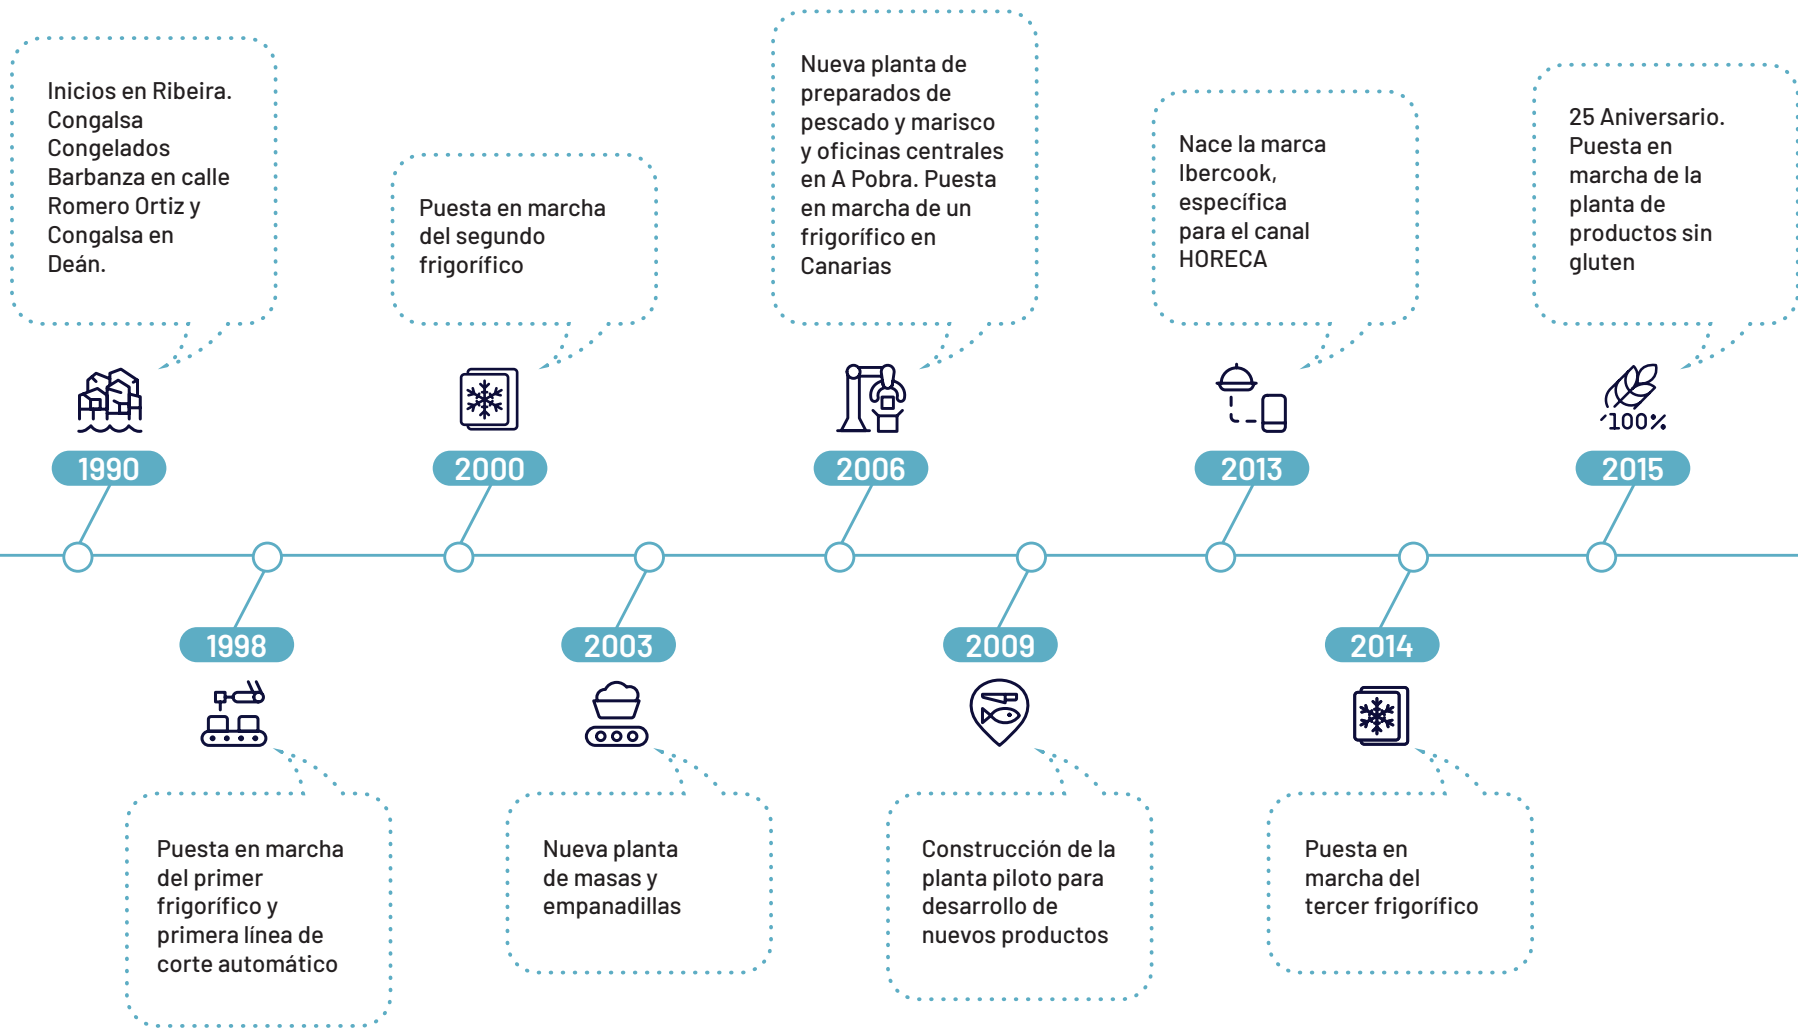 Inicios en Ribeira.
Congalsa
Congelados
Barbanza en calle
Romero Ortiz y
Congalsa en
Deán.
1990
Puesta en marcha
del segundo
frigorífico
2000
Nueva planta de
preparados de
pescado y marisco
y oficinas centrales
en A Pobra. Puesta
en marcha de un
frigorífico en
Canarias
2006
Nace la marca
Ibercook,
específica
para el canal
HORECA
2013
25 Aniversario.
Puesta en
marcha de la
planta de
productos sin
gluten
100%
2015
1998
Puesta en marcha
del primer
frigorífico y
primera línea de
corte automático
2003
Nueva planta
de masas y
empanadillas
2009
Construcción de la
planta piloto para
desarrollo de
nuevos productos
2014
Puesta en
marcha del
tercer frigorífico